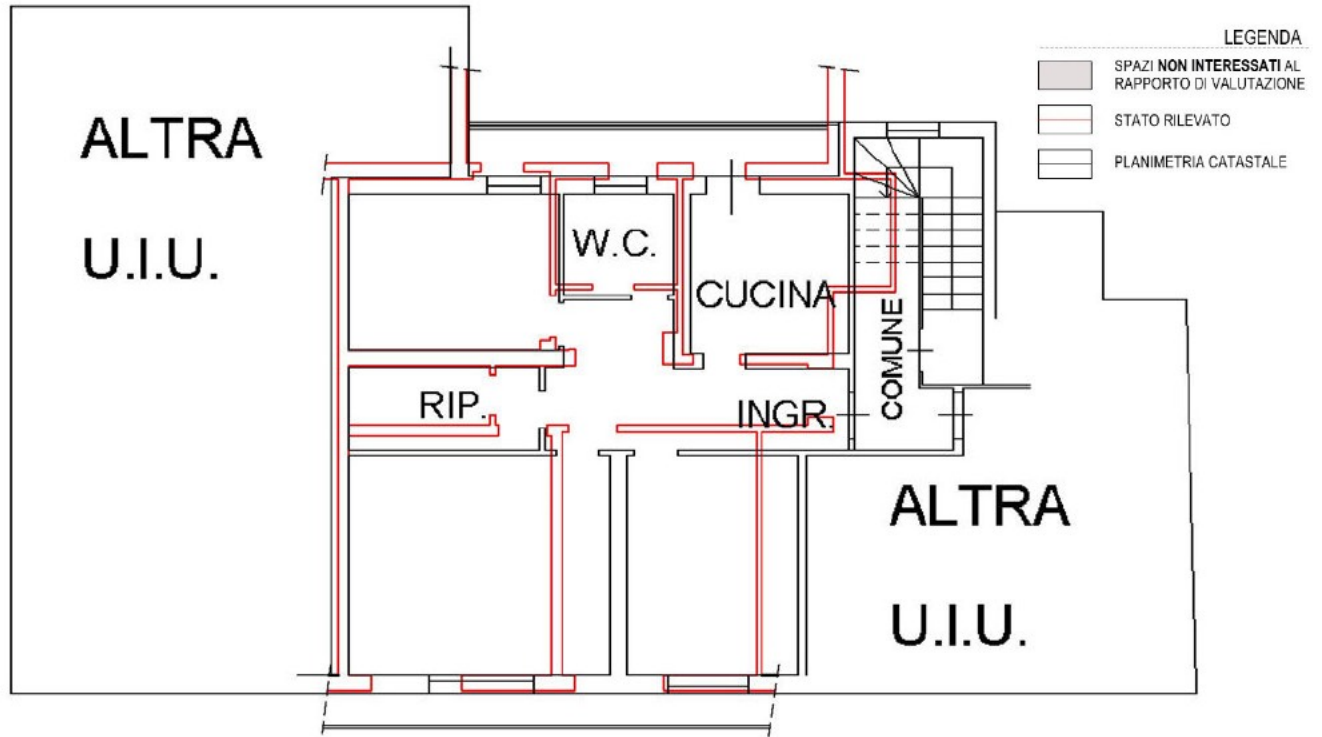 LEGENDA
SPAZI NON INTERESSATI AL
RAPPORTO DI VALUTAZIONE
STATO RILEVATO
PLANIMETRIA CATASTALE
ALTRA
U.I.U.
W.C.
CUCINA
COMUNE
RIP.
INGR.
ALTRA
U.I.U.